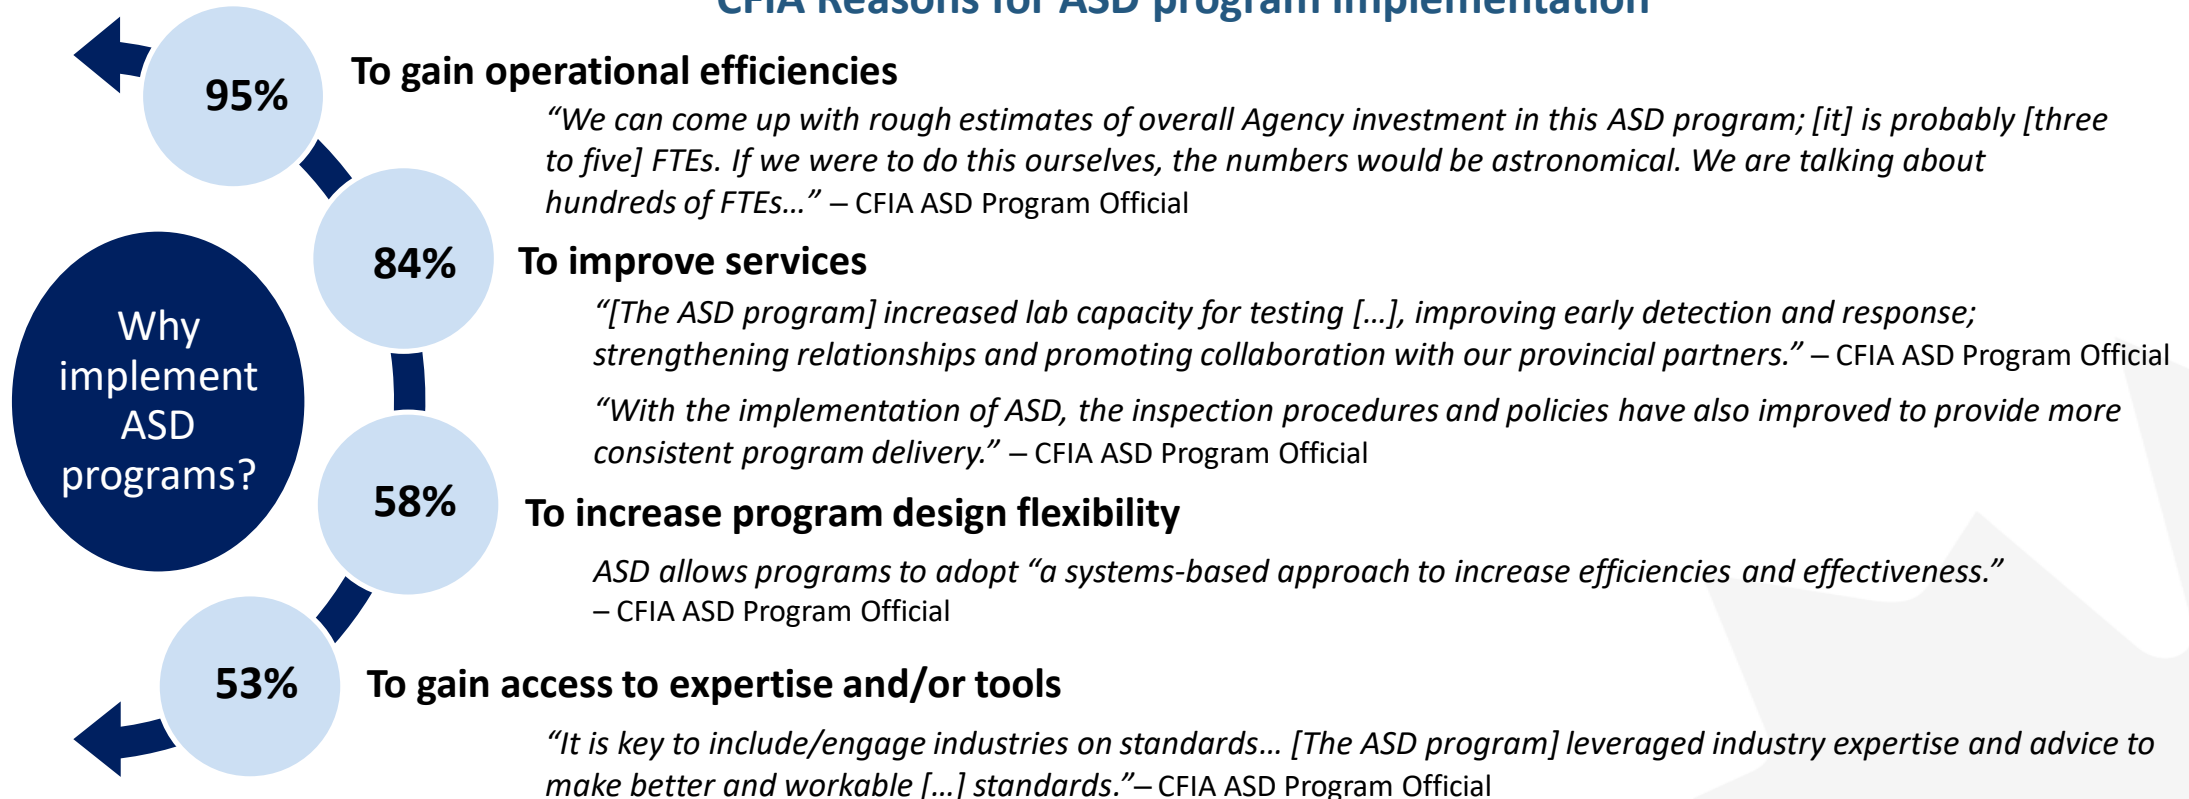 CFIA Reasons for ASD program implementation
95%
To gain operational efficiencies
“We can come up with rough estimates of overall Agency investment in this ASD program; [it] is probably [three
to five] FTEs. If we were to do this ourselves, the numbers would be astronomical. We are talking about
hundreds of FTEs…” – CFIA ASD Program Official
84%
To improve services
“[The ASD program] increased lab capacity for testing […], improving early detection and response;
strengthening relationships and promoting collaboration with our provincial partners.” – CFIA ASD Program Official
“With the implementation of ASD, the inspection procedures and policies have also improved to provide more
consistent program delivery.” – CFIA ASD Program Official
Why
implement
ASD
programs?
58%
To increase program design flexibility
ASD allows programs to adopt “a systems-based approach to increase efficiencies and effectiveness.”
– CFIA ASD Program Official
53%
To gain access to expertise and/or tools
“It is key to include/engage industries on standards… [The ASD program] leveraged industry expertise and advice to
make better and workable […] standards.”– CFIA ASD Program Official